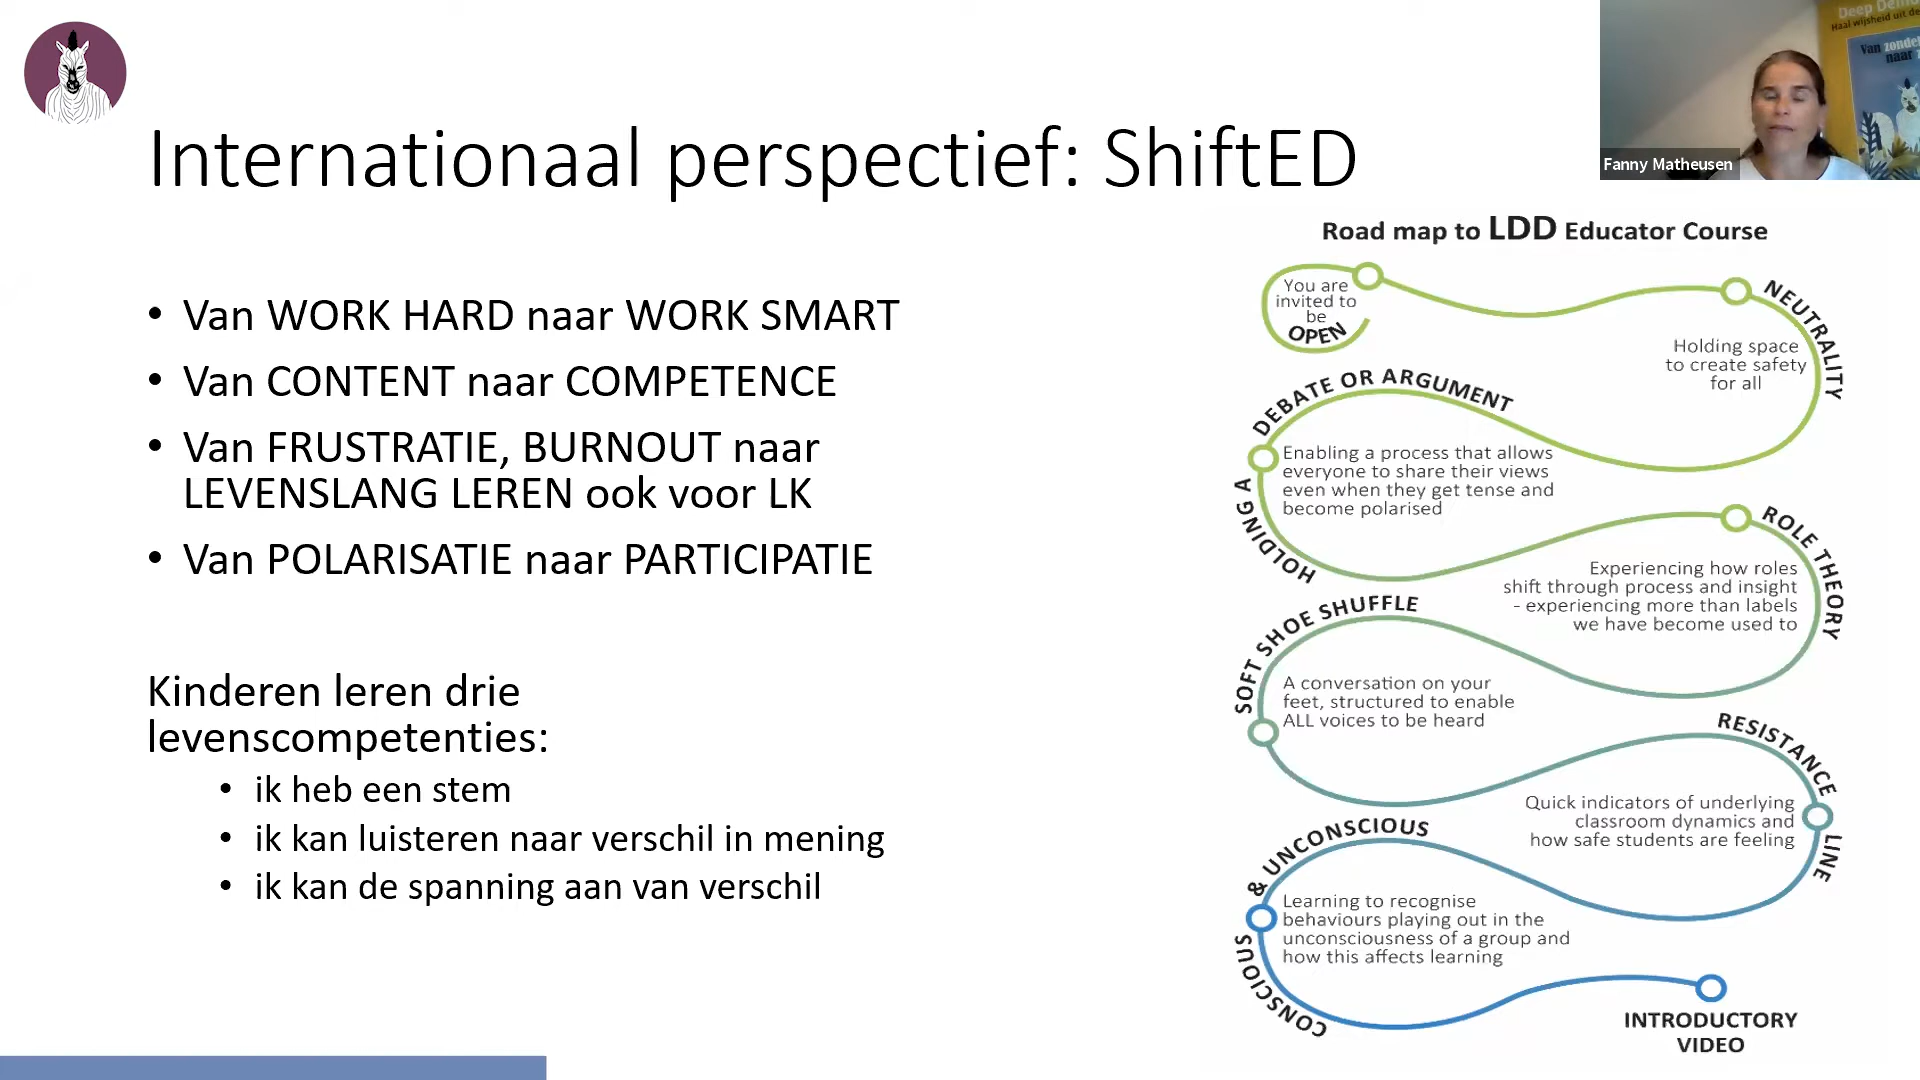 Internationaal perspectief: ShiftED
• Van WORK HARD naar WORK SMART
• Van CONTENT naar COMPETENCE
• Van FRUSTRATIE, BURNOUT naar
LEVENSLANG LEREN ook voor LK
• Van POLARISATIE naar PARTICIPATIE
Kinderen leren drie
levenscompetenties:
• ik heb een stem
• ik kan luisteren naar verschil in mening
• ik kan de spanning aan van verschil
Deep
Haal wijsheid uit de
Van
naar
Fanny Matheusen
Road map to LDD Educator Course
You are
invited to
be
OPEN
NEUTRALITY
Holding space
to create safety
for all
HOLDING A DEBATE OR ARGUMENT
Enabling a process that allows
everyone to share their views
even when they get tense and
become polarised
ROLE THEORY
Experiencing how roles
shift through process and insight
- experiencing more than labels
we have become used to
SOFT SHOE SHUFFLE
A conversation on your
feet, structured to enable
ALL voices to be heard
RESISTANCE LINE
Quick indicators of underlying
classroom dynamics and
how safe students are feeling
CONSCIOUS & UNCONSCIOUS
Learning to recognise
behaviours playing out in the
unconsciousness of a group and
how this affects learning
INTRODUCTORY
VIDEO